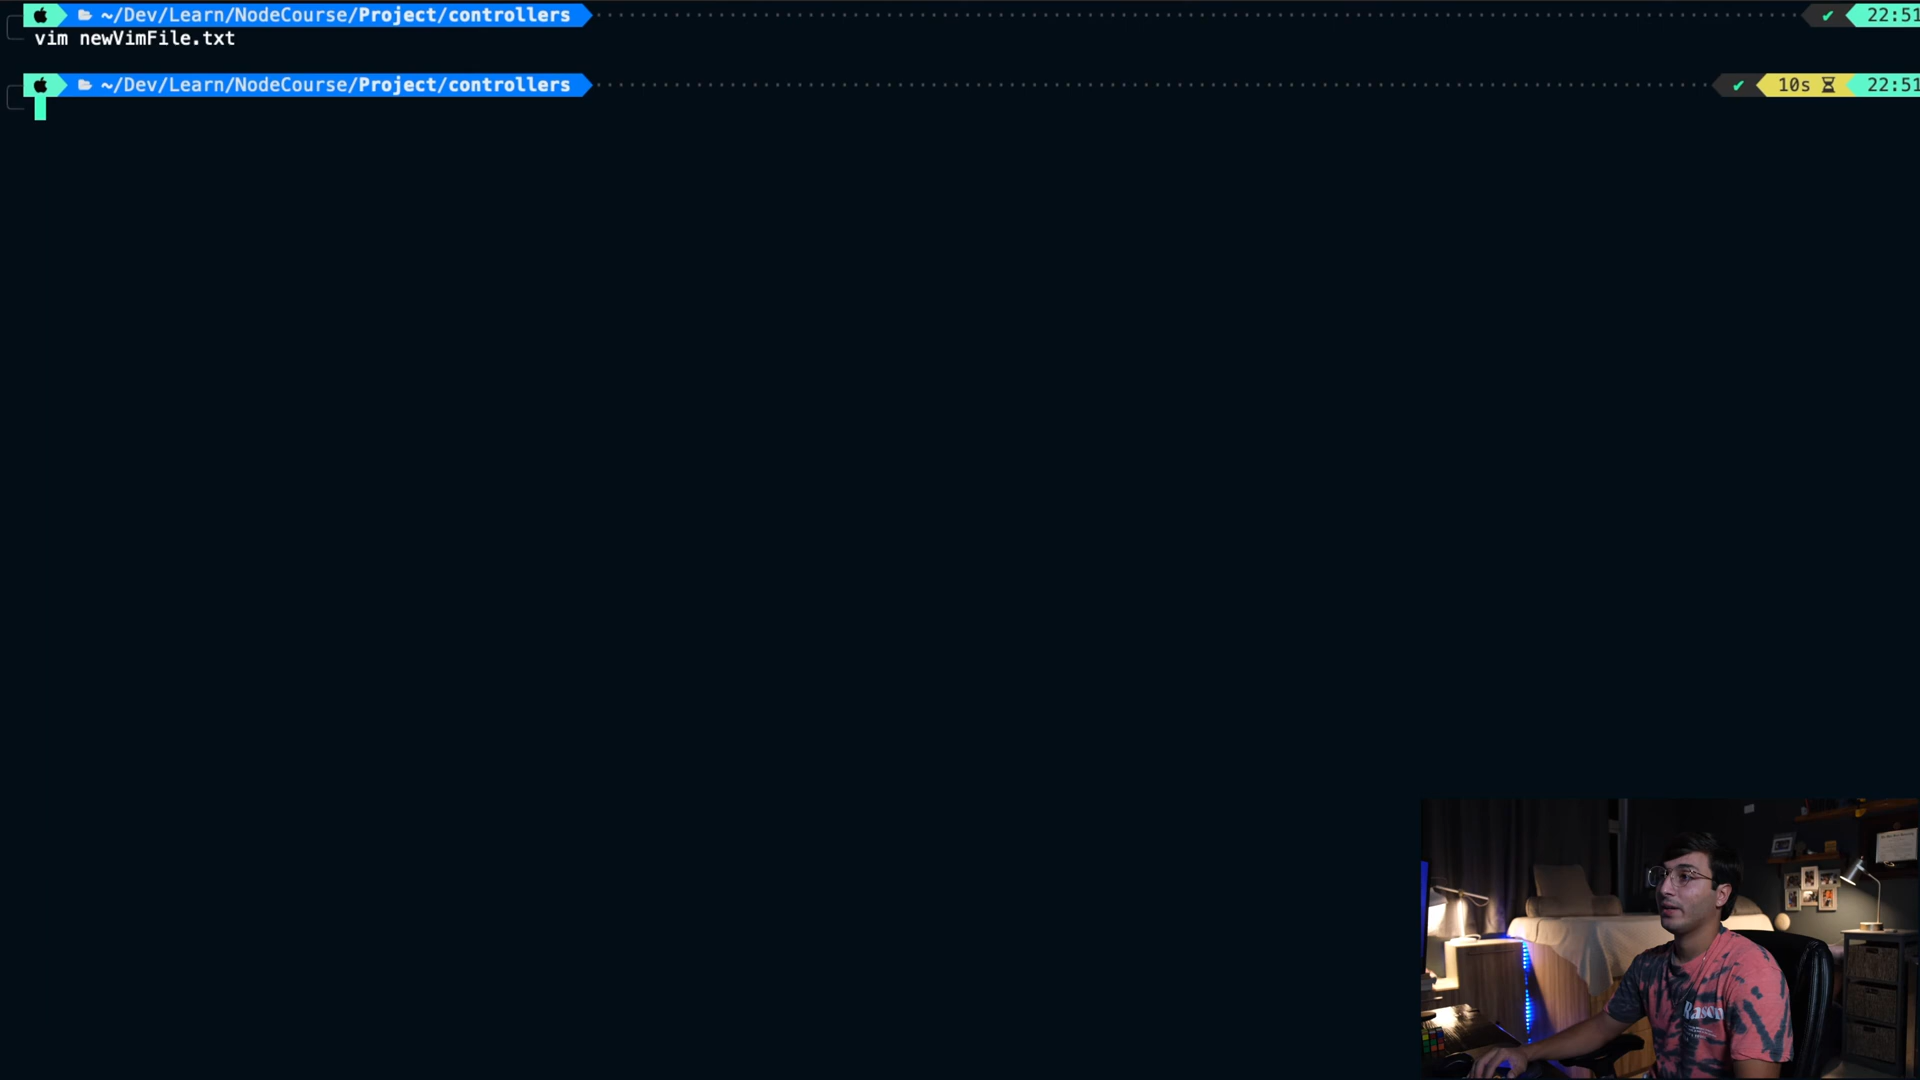 ~/Dev/Learn/NodeCourse/Project/controllers ✔ 22:51
vim newVimFile.txt
~/Dev/Learn/NodeCourse/Project/controllers ✔ 10s 22:51